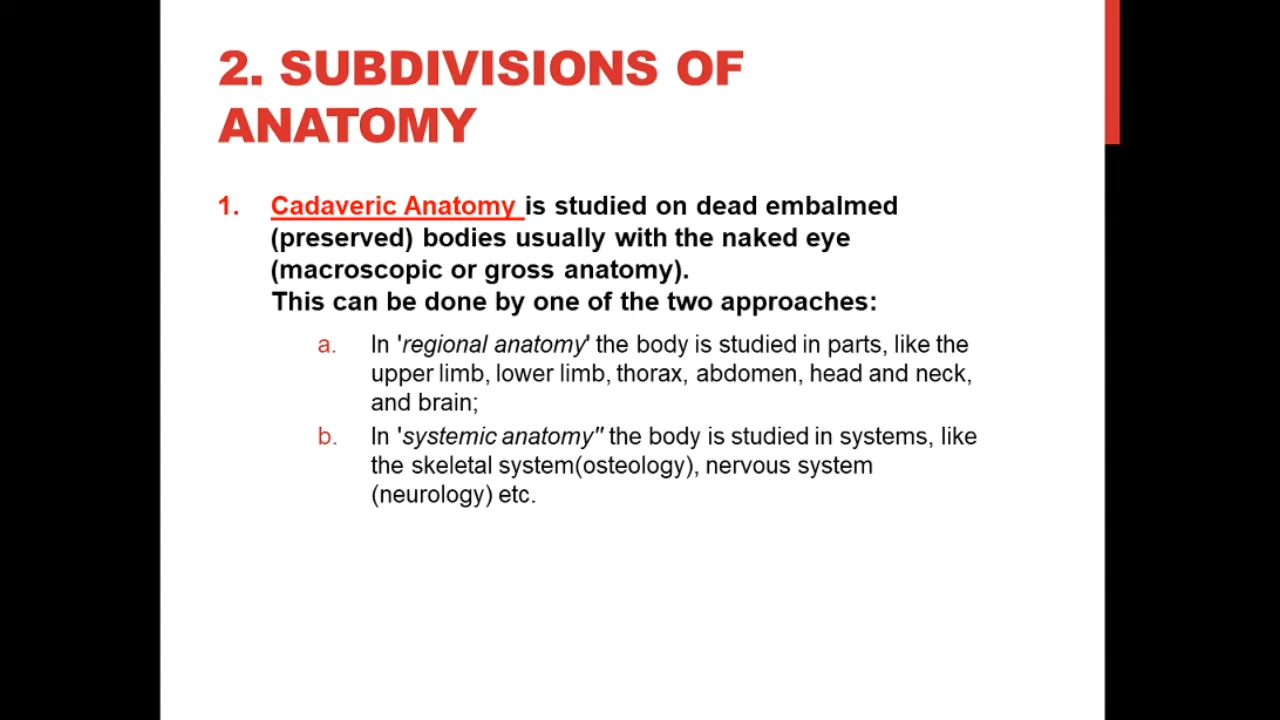 2. SUBDIVISIONS OF
ANATOMY
1. Cadaveric Anatomy is studied on dead embalmed
(preserved) bodies usually with the naked eye
(macroscopic or gross anatomy).
This can be done by one of the two approaches:
a. In 'regional anatomy' the body is studied in parts, like the
upper limb, lower limb, thorax, abdomen, head and neck,
and brain;
b. In 'systemic anatomy" the body is studied in systems, like
the skeletal system(osteology), nervous system
(neurology) etc.